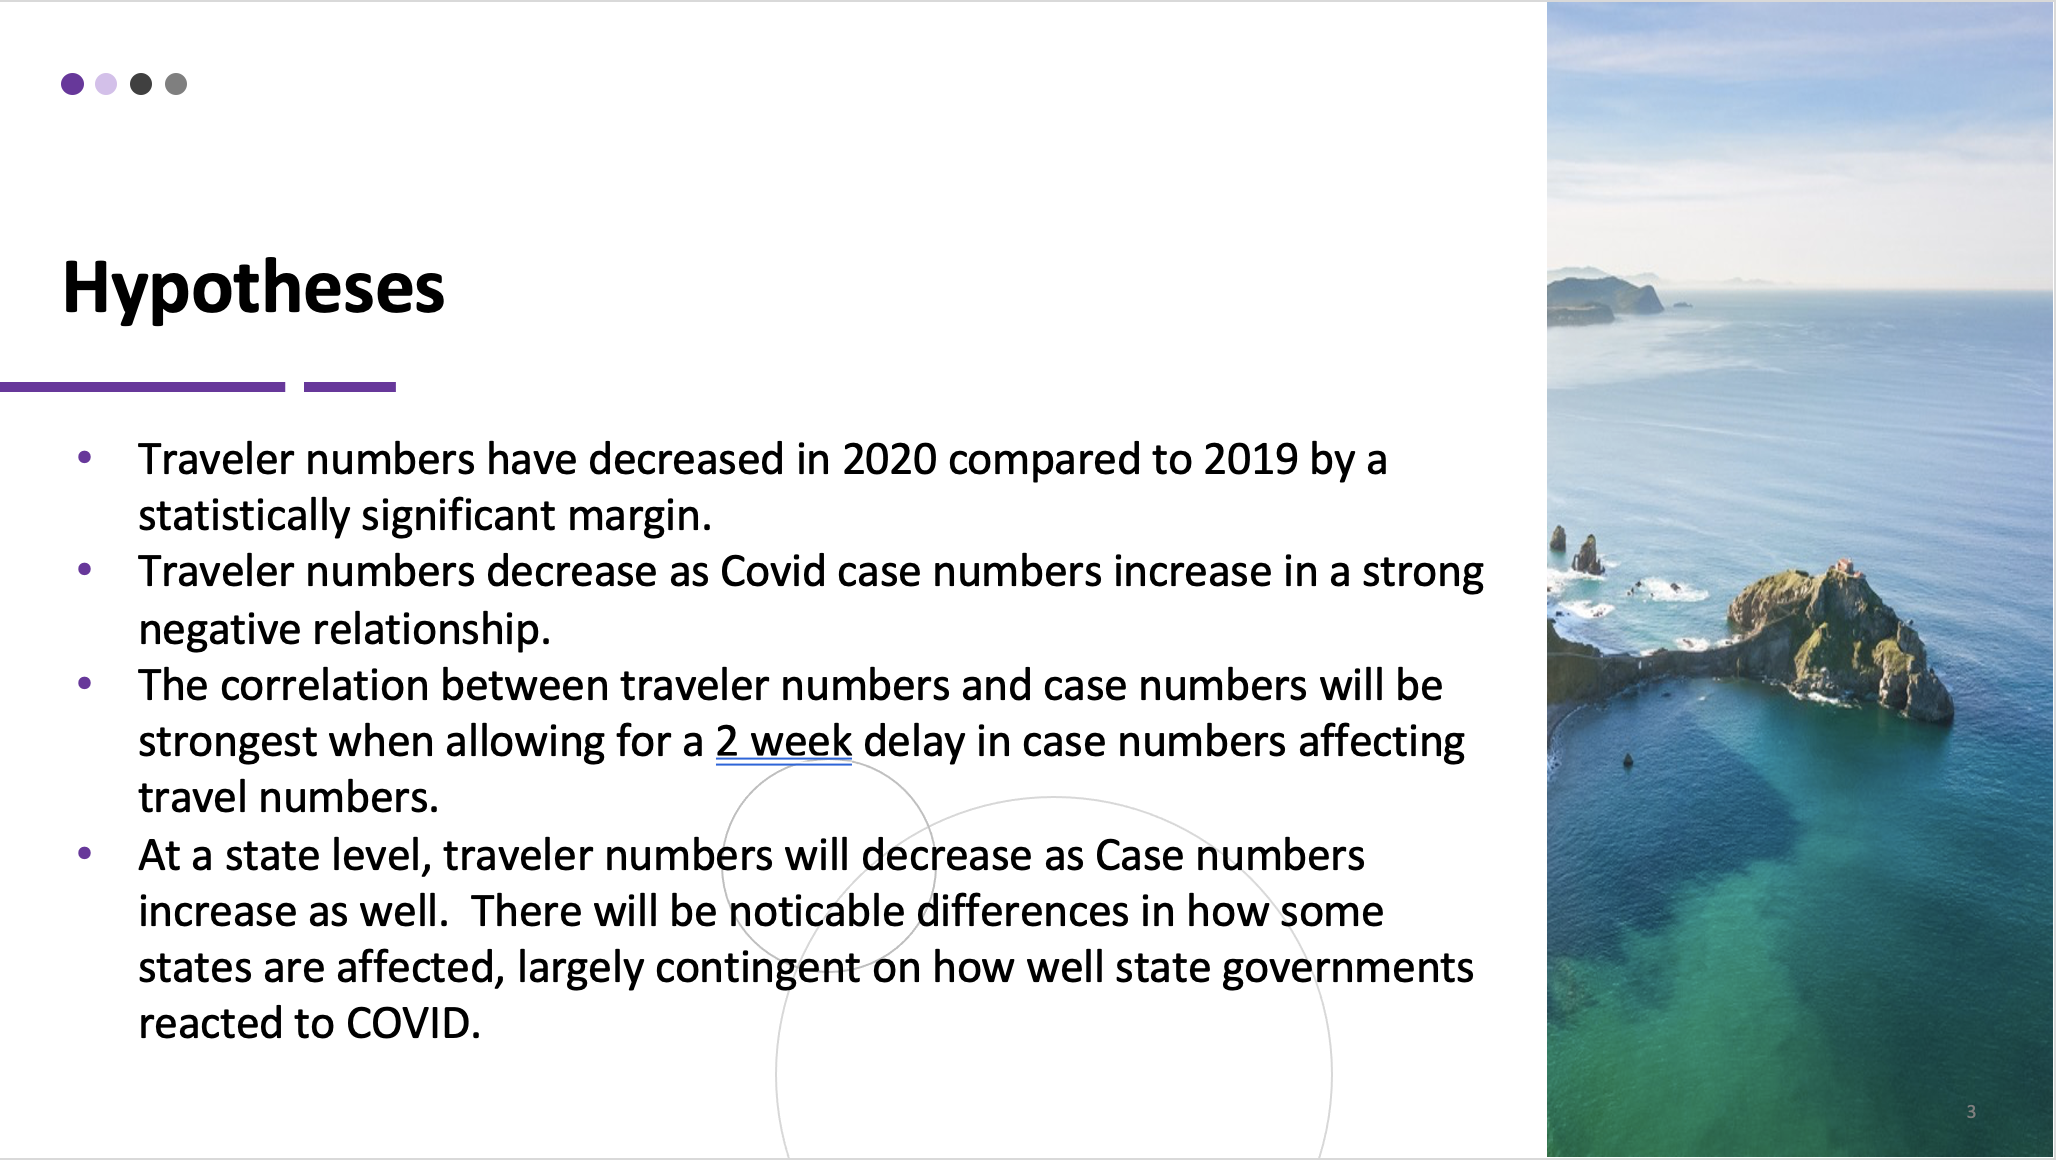 Hypotheses
• Traveler numbers have decreased in 2020 compared to 2019 by a
statistically significant margin.
• Traveler numbers decrease as Covid case numbers increase in a strong
negative relationship.
• The correlation between traveler numbers and case numbers will be
strongest when allowing for a 2 week delay in case numbers affecting
travel numbers.
• At a state level, traveler numbers will decrease as Case numbers
increase as well.  There will be noticable differences in how some
states are affected, largely contingent on how well state governments
reacted to COVID.
3